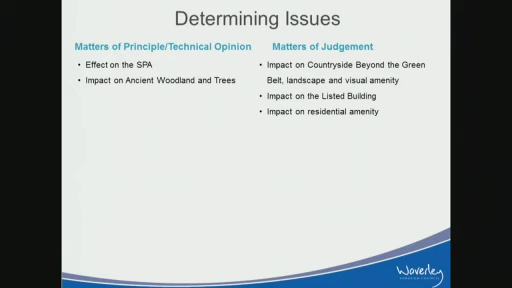 Determining Issues
Matters of Principle/Technical Opinion
• Effect on the SPA
• Impact on Ancient Woodland and Trees
Matters of Judgement
• Impact on Countryside Beyond the Green
Belt, landscape and visual amenity
• Impact on the Listed Building
• Impact on residential amenity
Waverley